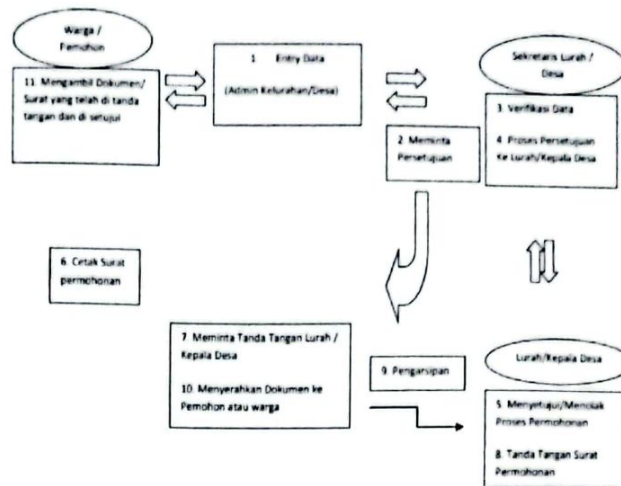 Warga /
Pemohon
11. Mengambil Dokumen/
Surat yang telah di tanda
tangan dan di setujui
1 Entry Data
(Admin Kelurahan/Desa)
Sekretaris Lurah /
Desa
3. Verifikasi Data
4 Proses Persetujuan
Ke Lurah/Kepala Desa
2 Meminta
Persetujuan
6. Cetak Surat
permohonan
7 Meminta Tanda Tangan Lurah /
Kepala Desa
10. Menyerahkan Dokumen ke
Pemohon atau warga
9 Pengarsipan
Lurah/Kepala Desa
5 Menyetujui/Menolak
Proses Permohonan
8. Tanda Tangan Surat
Permohonan